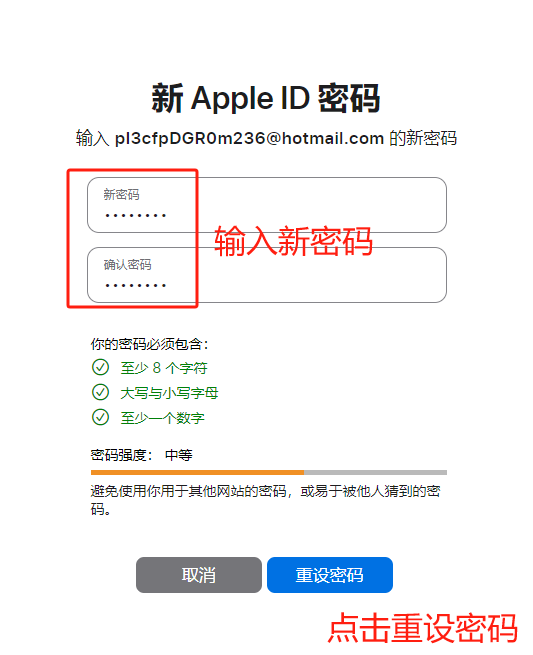 新 Apple ID 密码
输入 pl3cfpDGR0m236@hotmail.com 的新密码
新密码
••••••••
输入新密码
确认密码
••••••••
你的密码必须包含：
至少 8 个字符
大写与小写字母
至少一个数字
密码强度： 中等
避免使用你用于其他网站的密码，或易于被他人猜到的密
码。
取消
重设密码
点击重设密码